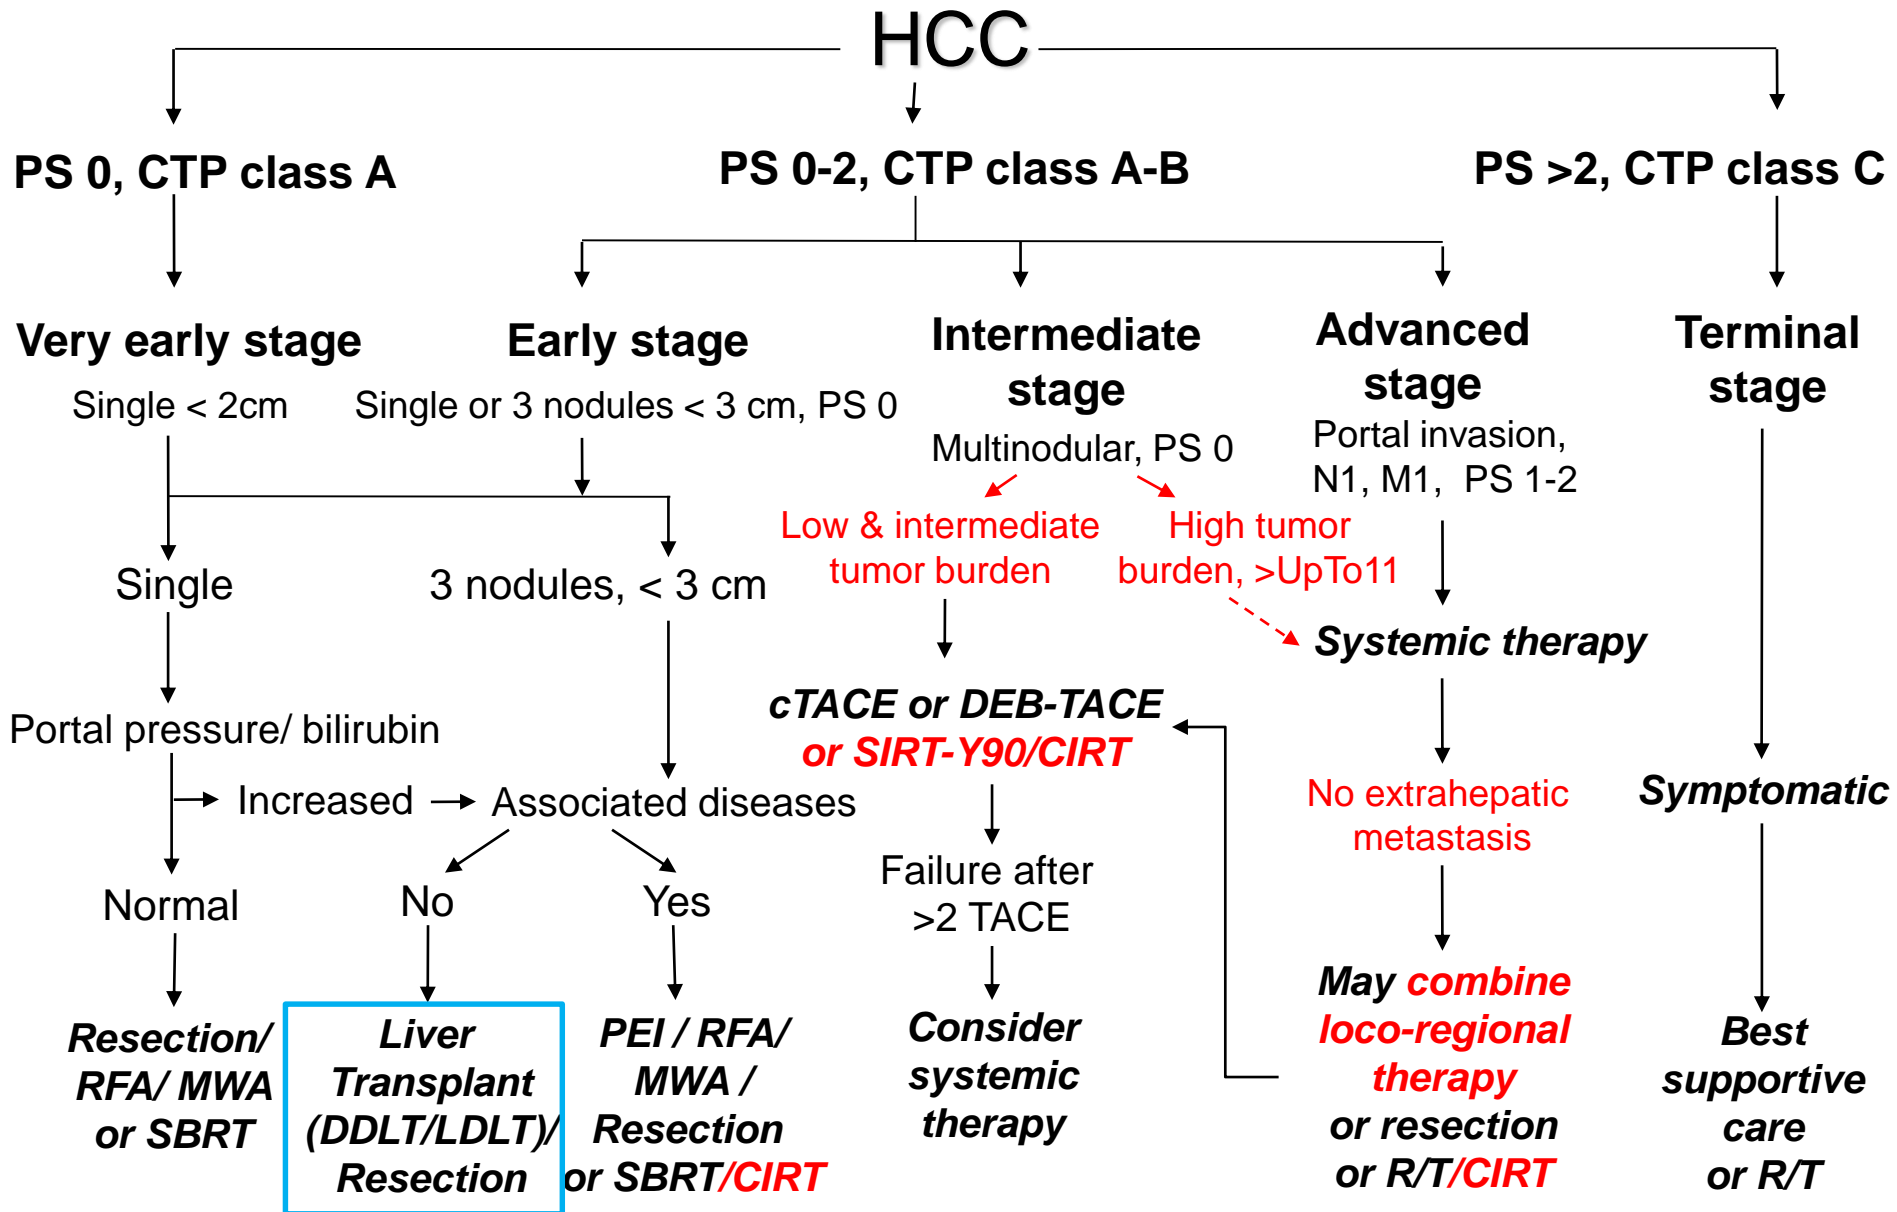 HCC
PS 0, CTP class A
PS 0-2, CTP class A-B
PS >2, CTP class C
Very early stage
Single < 2cm
Early stage
Single or 3 nodules < 3 cm, PS 0
Intermediate
stage
Multinodular, PS 0
Advanced
stage
Portal invasion,
N1, M1, PS 1-2
Terminal
stage
Low & intermediate
tumor burden
High tumor
burden, >UpTo11
Single
3 nodules, < 3 cm
Systemic therapy
Portal pressure/ bilirubin
cTACE or DEB-TACE
or SIRT-Y90/CIRT
Increased
Associated diseases
No extrahepatic
metastasis
Symptomatic
Normal
No
Yes
Failure after
>2 TACE
Resection/
RFA/ MWA
or SBRT
Liver
Transplant
(DDLT/LDLT)/
Resection
PEI / RFA/
MWA /
Resection
or SBRT/CIRT
Consider
systemic
therapy
May combine
loco-regional
therapy
or resection
or R/T/CIRT
Best
supportive
care
or R/T